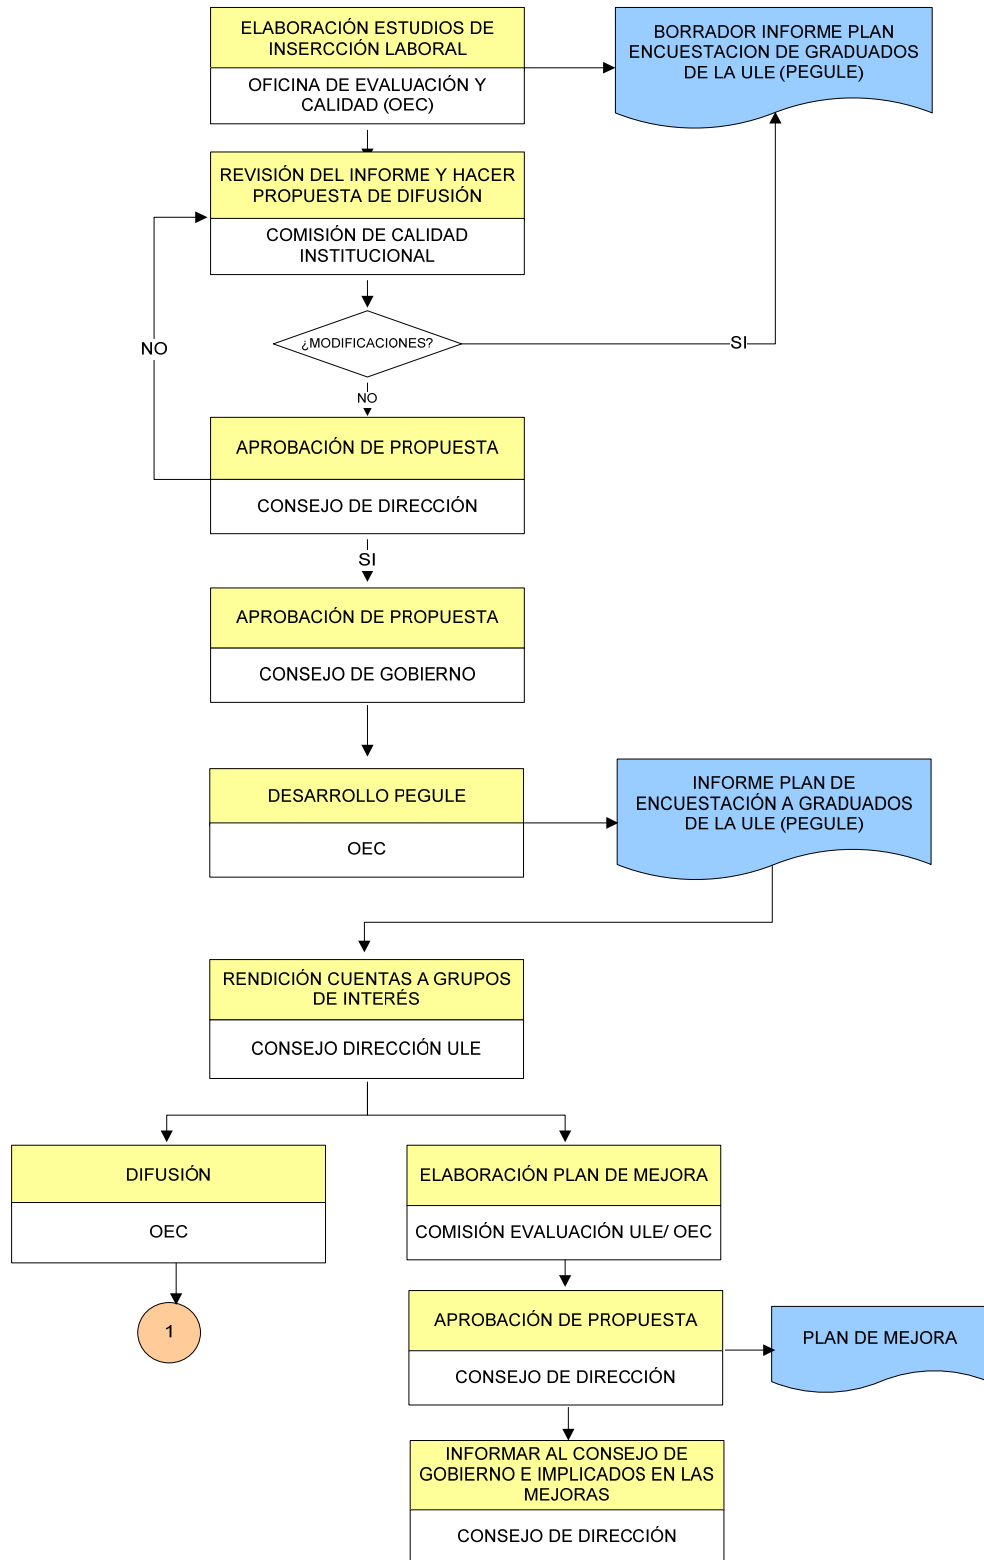 ELABORACIÓN ESTUDIOS DE
INSERCCIÓN LABORAL
OFICINA DE EVALUACIÓN Y
CALIDAD (OEC)
BORRADOR INFORME PLAN
ENCUESTACION DE GRADUADOS
DE LA ULE (PEGULE)
REVISIÓN DEL INFORME Y HACER
PROPUESTA DE DIFUSIÓN
COMISIÓN DE CALIDAD
INSTITUCIONAL
¿MODIFICACIONES?
SI
NO
NO
APROBACIÓN DE PROPUESTA
CONSEJO DE DIRECCIÓN
SI
APROBACIÓN DE PROPUESTA
CONSEJO DE GOBIERNO
DESARROLLO PEGULE
OEC
INFORME PLAN DE
ENCUESTACIÓN A GRADUADOS
DE LA ULE (PEGULE)
RENDICIÓN CUENTAS A GRUPOS
DE INTERÉS
CONSEJO DIRECCIÓN ULE
DIFUSIÓN
OEC
1
ELABORACIÓN PLAN DE MEJORA
COMISIÓN EVALUACIÓN ULE/ OEC
APROBACIÓN DE PROPUESTA
CONSEJO DE DIRECCIÓN
PLAN DE MEJORA
INFORMAR AL CONSEJO DE
GOBIERNO E IMPLICADOS EN LAS
MEJORAS
CONSEJO DE DIRECCIÓN